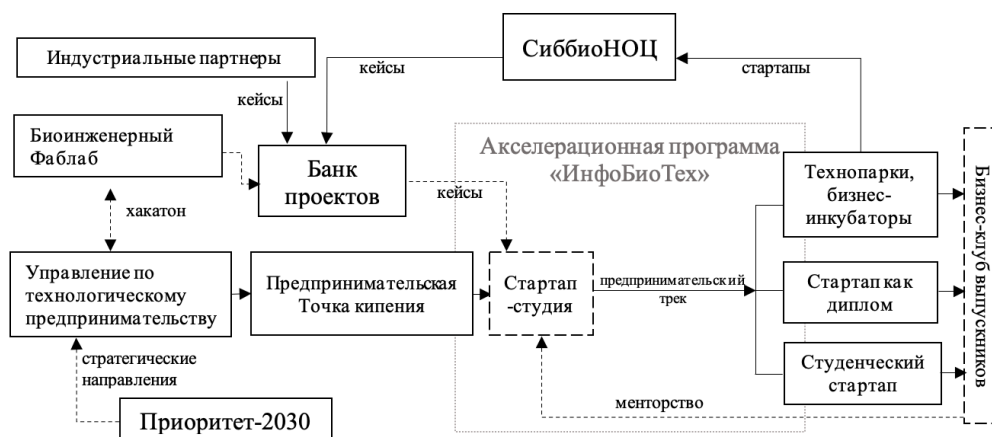 Индустриальные партнеры
СиббиоНОЦ
кейсы
стартапы
кейсы
Биоинженерный
Фаблаб
Банк
проектов
кейсы
Акселерационная программа
«ИнфоБиоТех»
Технопарки,
бизнес-
инкубаторы
Бизнес-клуб выпускников
хакатон
Управление по
технологическому
предпринимательству
Предпринимательская
Точка кипения
Стартап
-студия
предпринимательский
трек
Стартап как
диплом
Студенческий
стартап
стратегические
направления
менторство
Приоритет-2030